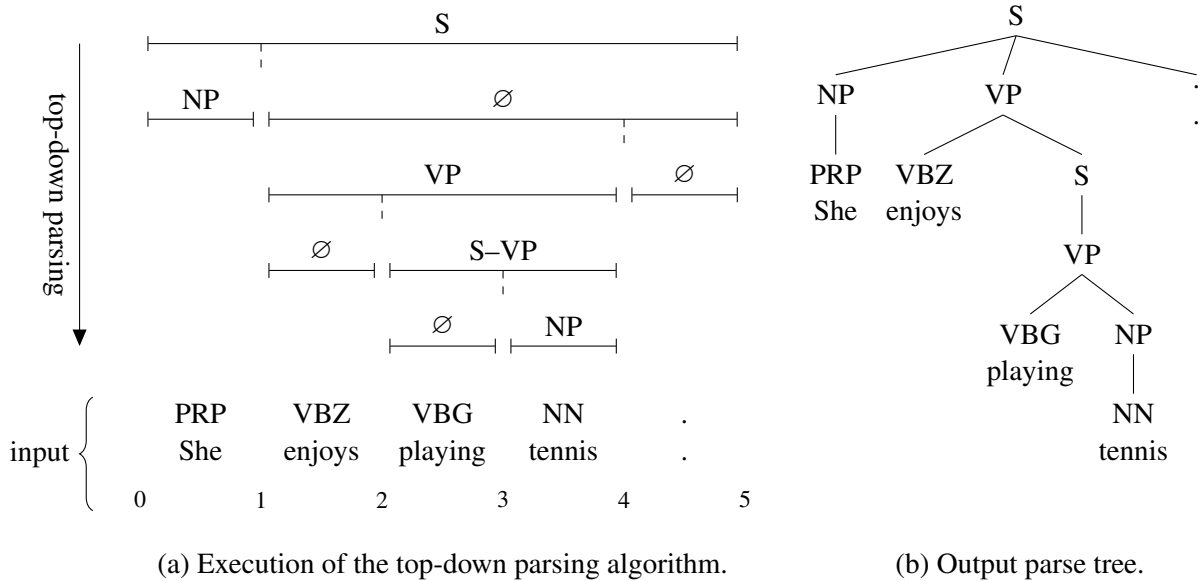 S
NP ∅
VP ∅
∅ S–VP
∅ NP
top-down parsing
input
PRP VBZ VBG NN .
She enjoys playing tennis .
0 1 2 3 4 5
(a) Execution of the top-down parsing algorithm.
S
NP VP .
.
PRP VBZ S
She enjoys
VP
VBG NP
playing
NN
tennis
(b) Output parse tree.